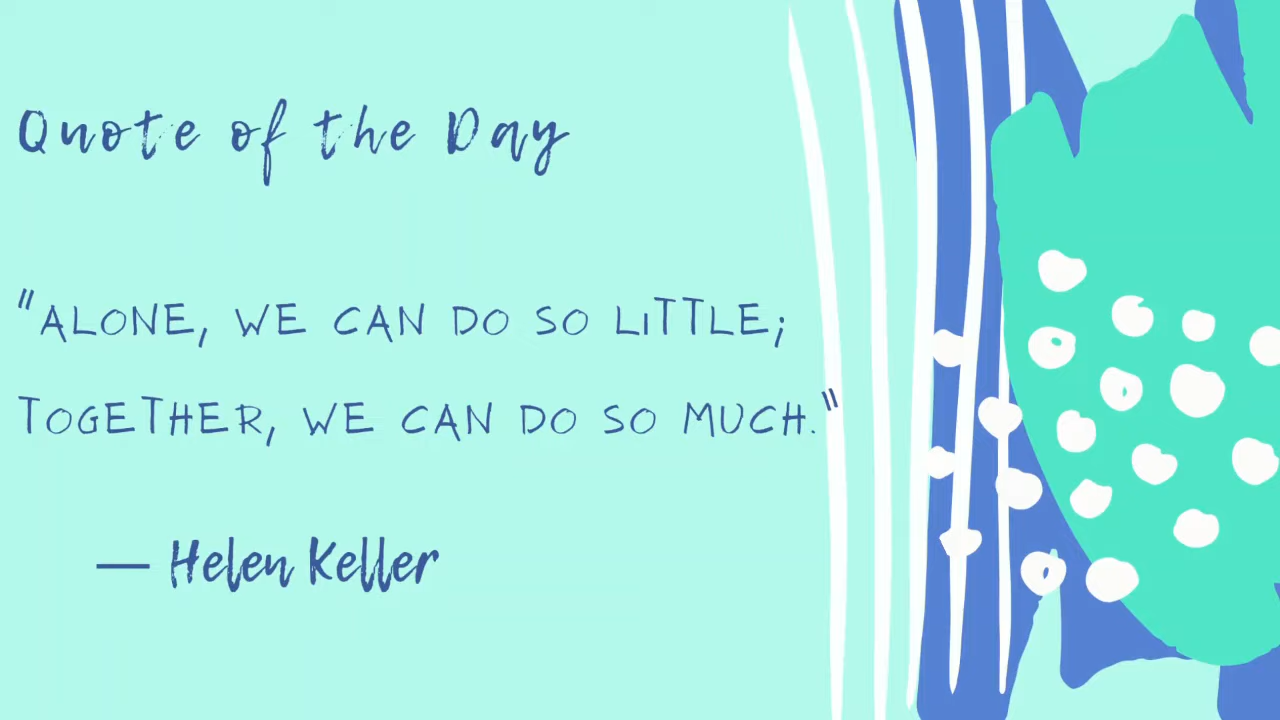 Quote of the Day
"ALONE, WE CAN DO SO LiTTLE;
TOGETHER, WE CAN DO SO MUCH."
— Helen Keller